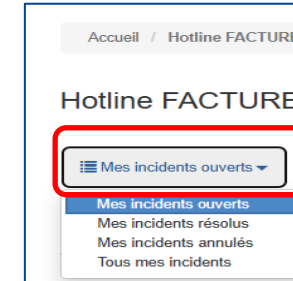 Accueil / Hotline FACTURE
Hotline FACTURE
Mes incidents ouverts
Mes incidents ouverts
Mes incidents résolus
Mes incidents annulés
Tous mes incidents